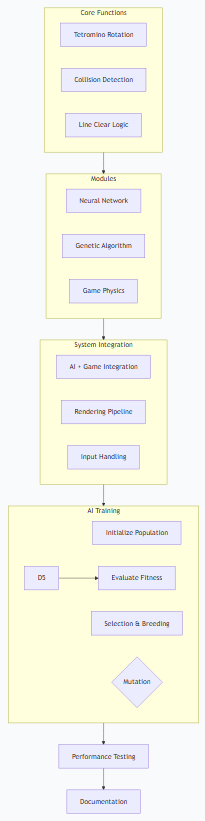 Core Functions
Tetromino Rotation
Collision Detection
Line Clear Logic
Modules
Neural Network
Genetic Algorithm
Game Physics
System Integration
AI + Game Integration
Rendering Pipeline
Input Handling
AI Training
Initialize Population
D5
Evaluate Fitness
Selection & Breeding
Mutation
Performance Testing
Documentation